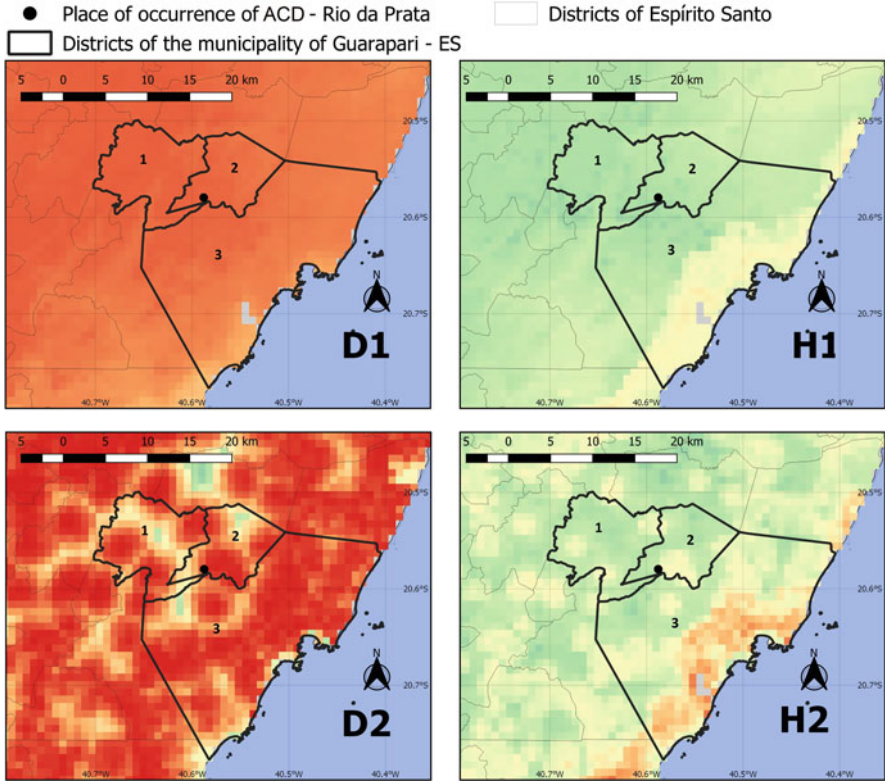 Place of occurrence of ACD - Rio da Prata
Districts of Espírito Santo
Districts of the municipality of Guarapari - ES
5 0 5 10 15 20 km
1
2
3
N
20.5°S
20.6°S
20.7°S
D1
40.7°W 40.6°W 40.5°W 40.4°W
5 0 5 10 15 20 km
1
2
3
N
20.5°S
20.6°S
20.7°S
H1
40.7°W 40.6°W 40.5°W 40.4°W
5 0 5 10 15 20 km
1
2
3
N
20.5°S
20.6°S
20.7°S
D2
40.7°W 40.6°W 40.5°W 40.4°W
5 0 5 10 15 20 km
1
2
3
N
20.5°S
20.6°S
20.7°S
H2
40.7°W 40.6°W 40.5°W 40.4°W